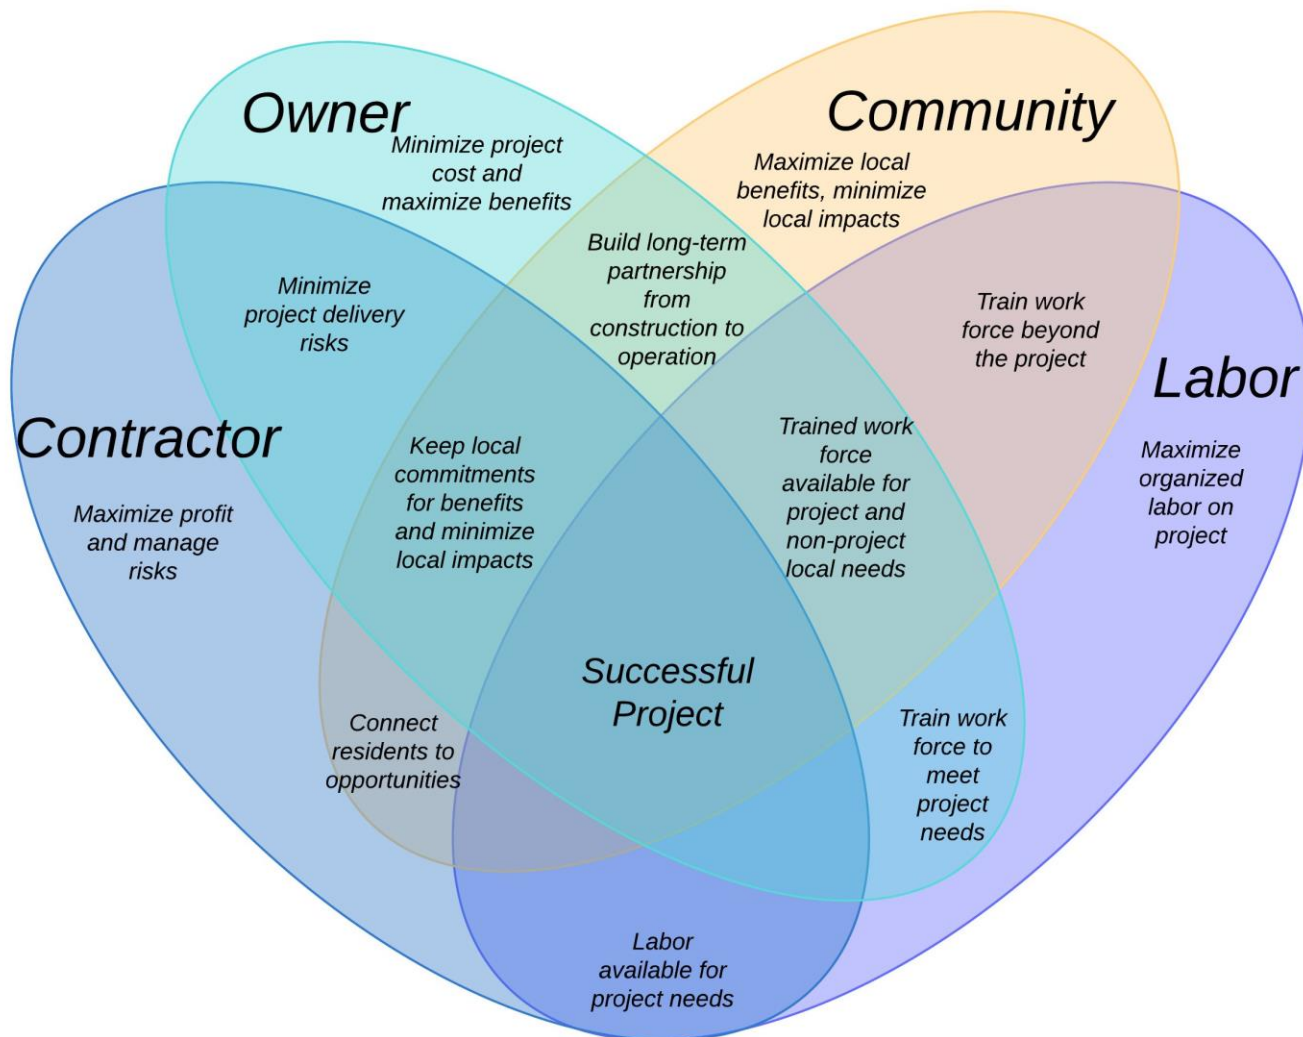 Owner
Minimize project
cost and
maximize benefits
Community
Maximize local
benefits, minimize
local impacts
Build long-term
partnership
from
construction to
operation
Minimize
project delivery
risks
Train work
force beyond
the project
Labor
Maximize
organized
labor on
project
Contractor
Maximize profit
and manage
risks
Keep local
commitments
for benefits
and minimize
local impacts
Trained work
force
available for
project and
non-project
local needs
Successful
Project
Connect
residents to
opportunities
Train work
force to
meet
project
needs
Labor
available for
project needs